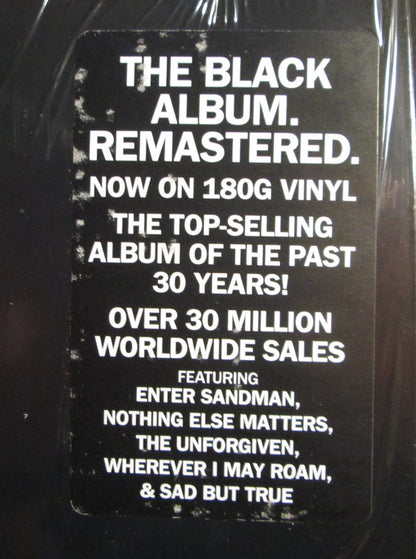 THE BLACK
ALBUM.
REMASTERED.
NOW ON 180G VINYL
THE TOP-SELLING
ALBUM OF THE PAST
30 YEARS!
OVER 30 MILLION
WORLDWIDE SALES
FEATURING
ENTER SANDMAN,
NOTHING ELSE MATTERS,
THE UNFORGIVEN,
WHEREVER I MAY ROAM,
& SAD BUT TRUE